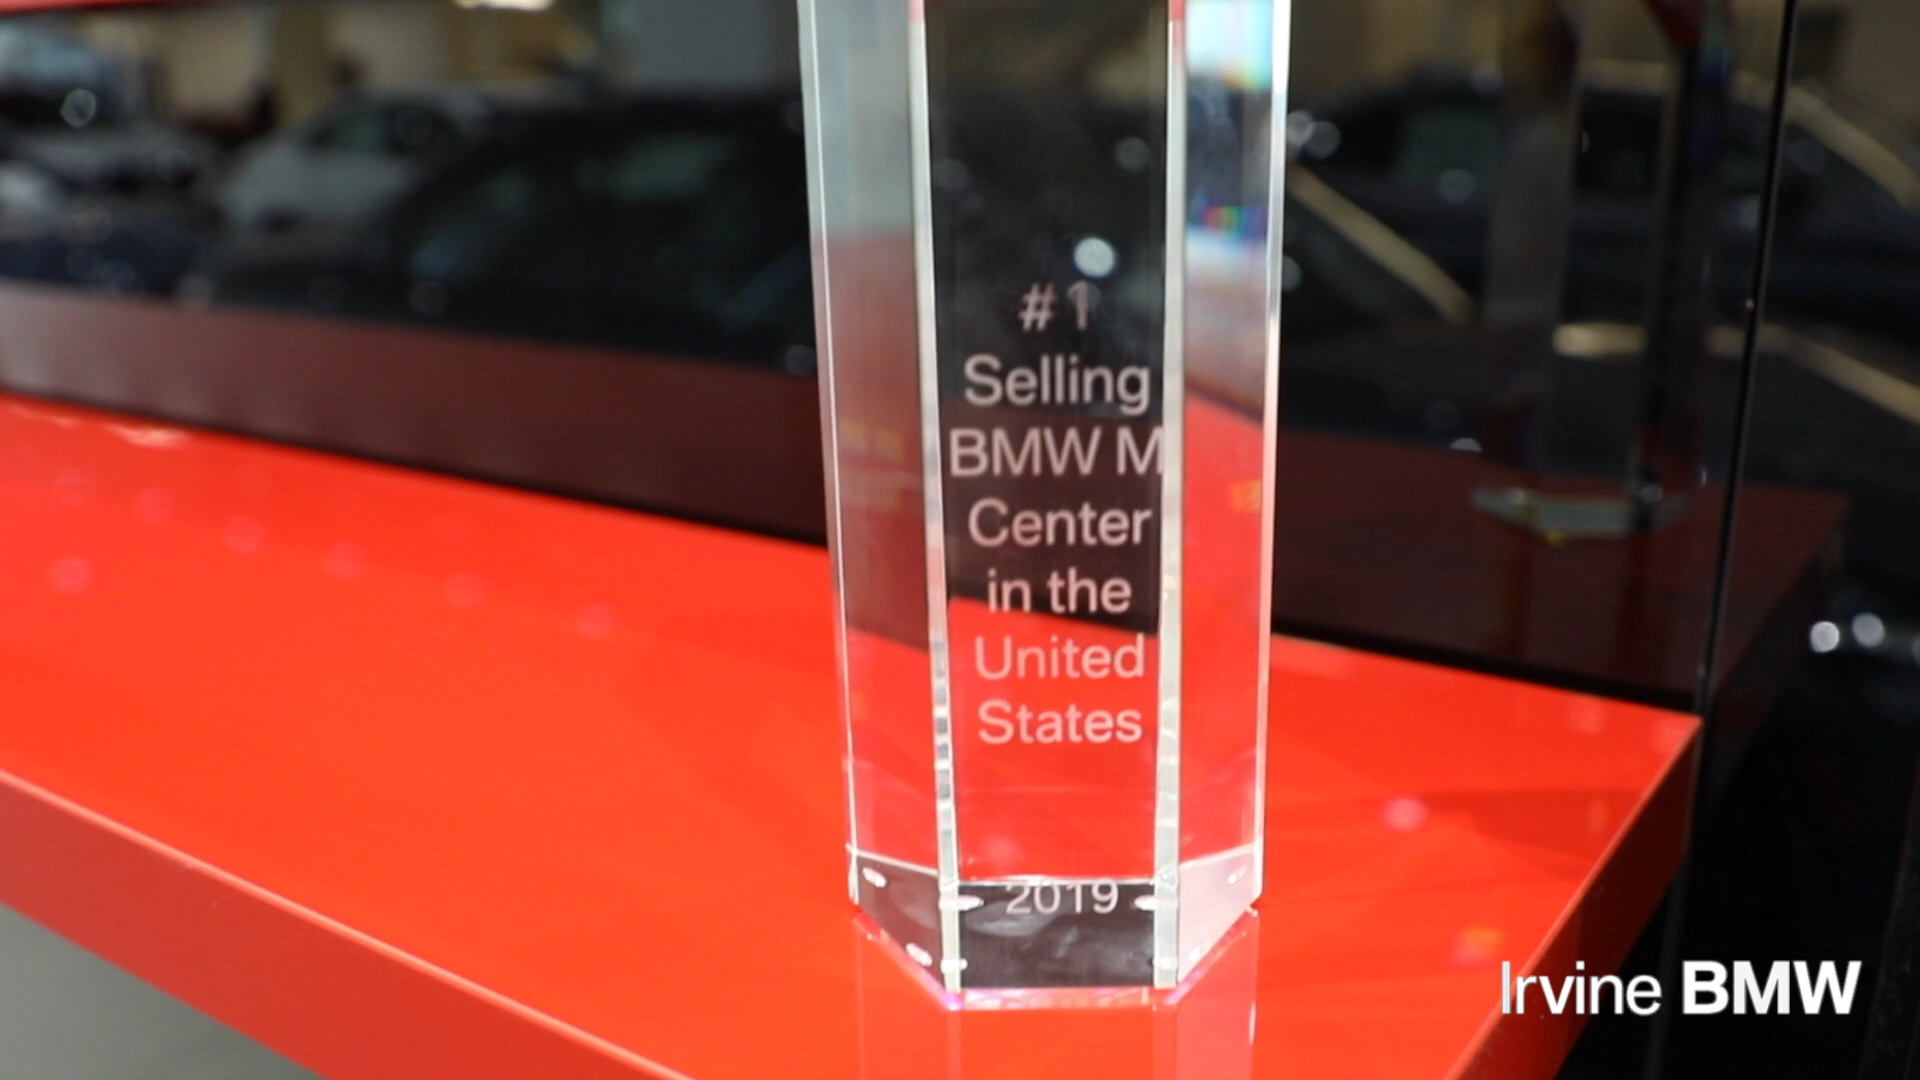 #1
Selling
BMW M
Center
in the
United
States
2019
Irvine BMW